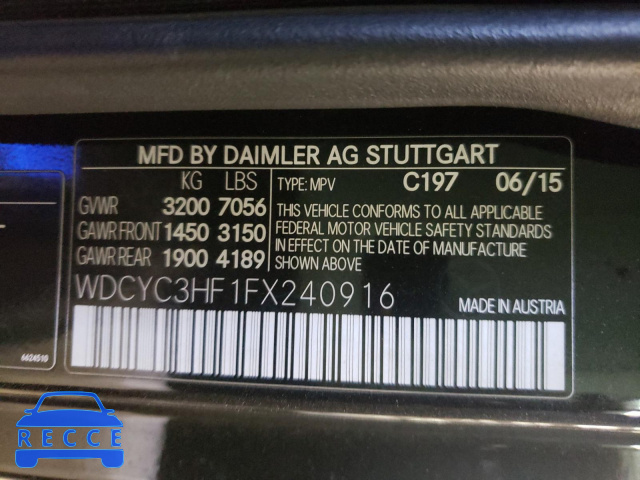 MFD BY DAIMLER AG STUTTGART
KG LBS TYPE: MPV C197 06/15
GVWR 3200 7056 THIS VEHICLE CONFORMS TO ALL APPLICABLE
GAWR FRONT 1450 3150 FEDERAL MOTOR VEHICLE SAFETY STANDARDS
GAWR REAR 1900 4189 IN EFFECT ON THE DATE OF MANUFACTURE
SHOWN ABOVE
WDCYC3HF1FX240916 MADE IN AUSTRIA
6624510
RECCE